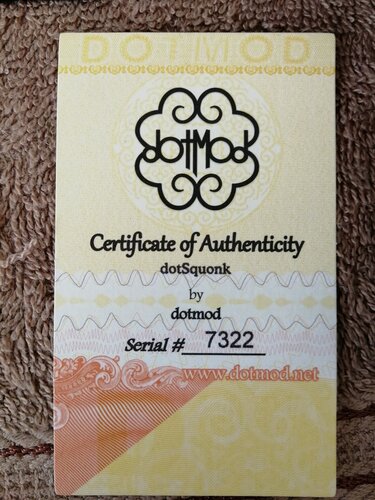 DOTMOD
dotMod
Certificate of Authenticity
dotSquonk
by
dotmod
Serial # 7322
www.dotmod.net